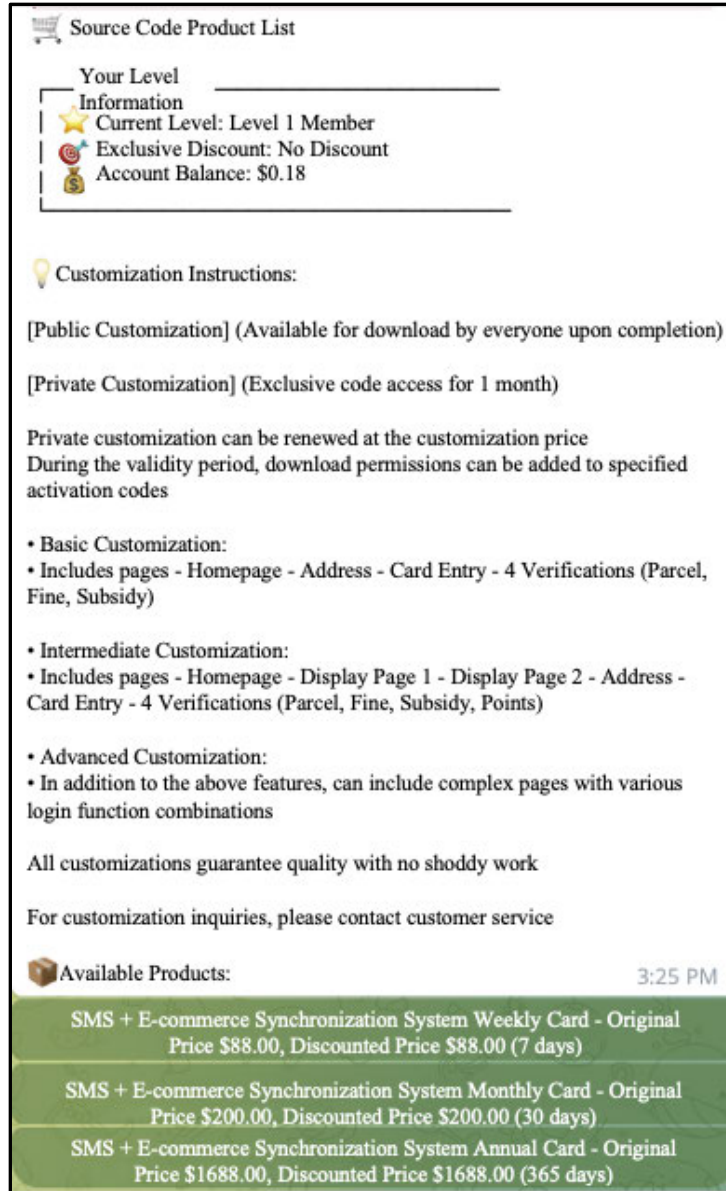 Source Code Product List
Your Level
Information
Current Level: Level 1 Member
Exclusive Discount: No Discount
Account Balance: $0.18
Customization Instructions:
[Public Customization] (Available for download by everyone upon completion)
[Private Customization] (Exclusive code access for 1 month)
Private customization can be renewed at the customization price
During the validity period, download permissions can be added to specified
activation codes
• Basic Customization:
• Includes pages - Homepage - Address - Card Entry - 4 Verifications (Parcel,
Fine, Subsidy)
• Intermediate Customization:
• Includes pages - Homepage - Display Page 1 - Display Page 2 - Address -
Card Entry - 4 Verifications (Parcel, Fine, Subsidy, Points)
• Advanced Customization:
• In addition to the above features, can include complex pages with various
login function combinations
All customizations guarantee quality with no shoddy work
For customization inquiries, please contact customer service
Available Products:
3:25 PM
SMS + E-commerce Synchronization System Weekly Card - Original
Price $88.00, Discounted Price $88.00 (7 days)
SMS + E-commerce Synchronization System Monthly Card - Original
Price $200.00, Discounted Price $200.00 (30 days)
SMS + E-commerce Synchronization System Annual Card - Original
Price $1688.00, Discounted Price $1688.00 (365 days)